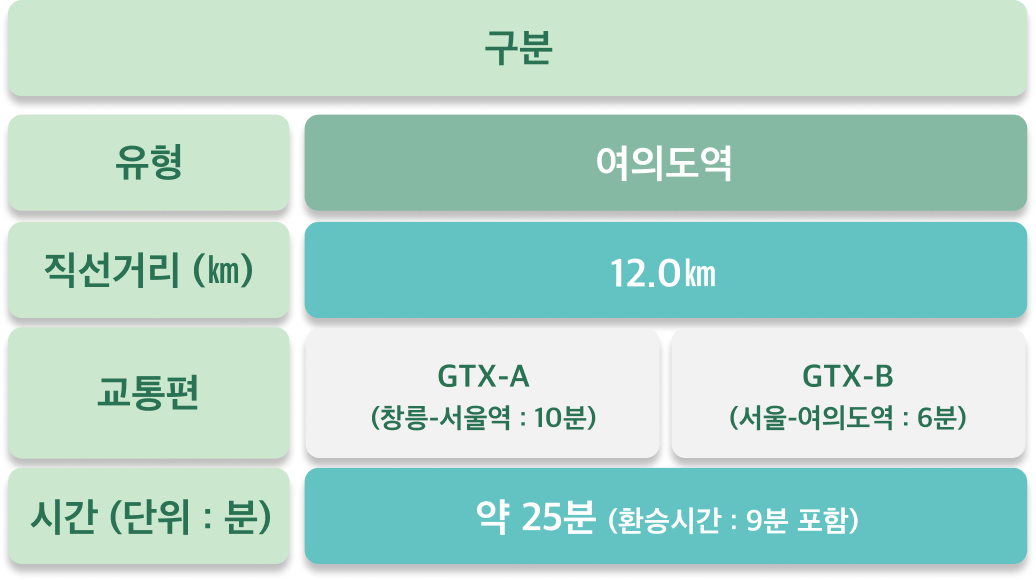 구분
유형
여의도역
직선거리 (㎞)
12.0㎞
교통편
GTX-A
(창릉-서울역 : 10분)
GTX-B
(서울-여의도역 : 6분)
시간 (단위 : 분)
약 25분 (환승시간 : 9분 포함)